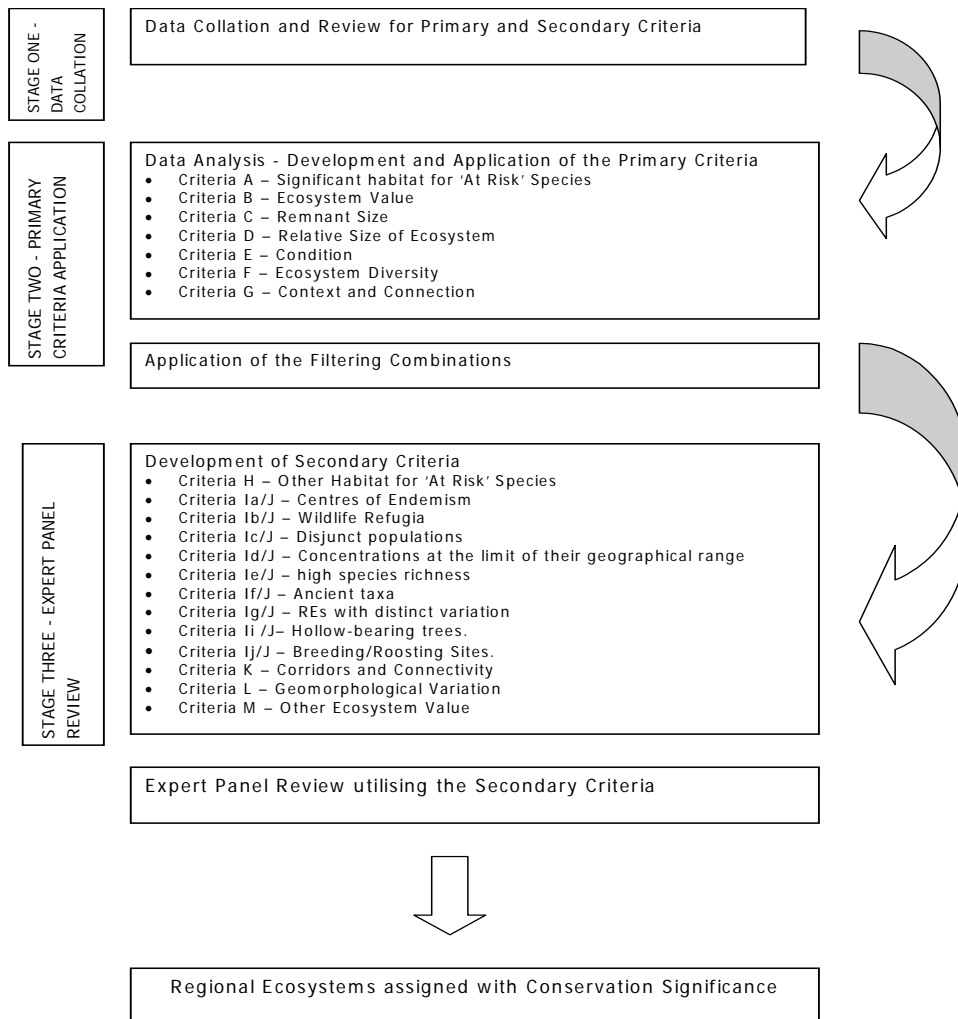 STAGE ONE -
DATA
COLLATION
Data Collation and Review for Primary and Secondary Criteria
STAGE TWO - PRIMARY
CRITERIA APPLICATION
Data Analysis - Development and Application of the Primary Criteria
• Criteria A – Significant habitat for ‘At Risk’ Species
• Criteria B – Ecosystem Value
• Criteria C – Remnant Size
• Criteria D – Relative Size of Ecosystem
• Criteria E – Condition
• Criteria F – Ecosystem Diversity
• Criteria G – Context and Connection
Application of the Filtering Combinations
STAGE THREE - EXPERT PANEL
REVIEW
Development of Secondary Criteria
• Criteria H – Other Habitat for ‘At Risk’ Species
• Criteria Ia/J – Centres of Endemism
• Criteria Ib/J – Wildlife Refugia
• Criteria Ic/J – Disjunct populations
• Criteria Id/J – Concentrations at the limit of their geographical range
• Criteria Ie/J – high species richness
• Criteria If/J – Ancient taxa
• Criteria Ig/J – REs with distinct variation
• Criteria Ii /J– Hollow-bearing trees.
• Criteria Ij/J – Breeding/Roosting Sites.
• Criteria K – Corridors and Connectivity
• Criteria L – Geomorphological Variation
• Criteria M – Other Ecosystem Value
Expert Panel Review utilising the Secondary Criteria
Regional Ecosystems assigned with Conservation Significance